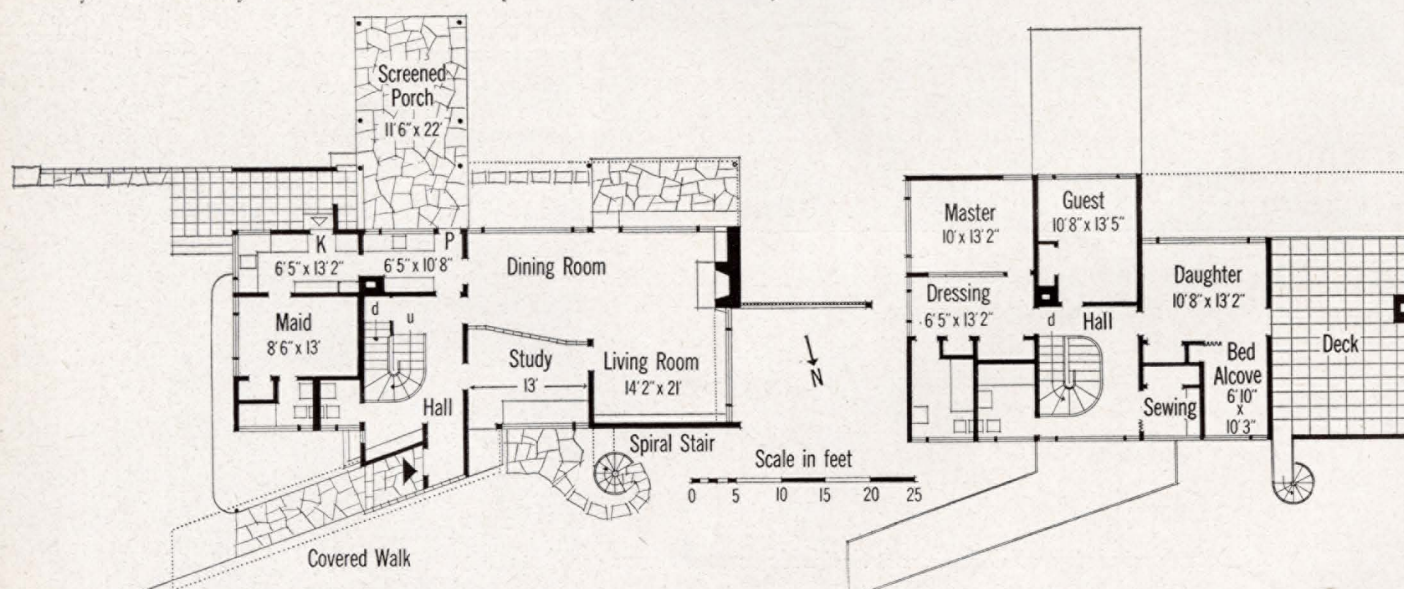 Screened
Porch
11'6" x 22'
K
6'5" x 13'2"
P
6'5" x 10'8"
Dining Room
Maid
8'6" x 13'
d
u
Study
13'
Living Room
14'2" x 21'
Hall
Spiral Stair
Covered Walk
N
Scale in feet
0 5 10 15 20 25
Master
10' x 13'2"
Guest
10'8" x 13'5"
Dressing
6'5" x 13'2"
d
Hall
Daughter
10'8" x 13'2"
Bed
Alcove
6'10"
x
10'3"
Sewing
Deck